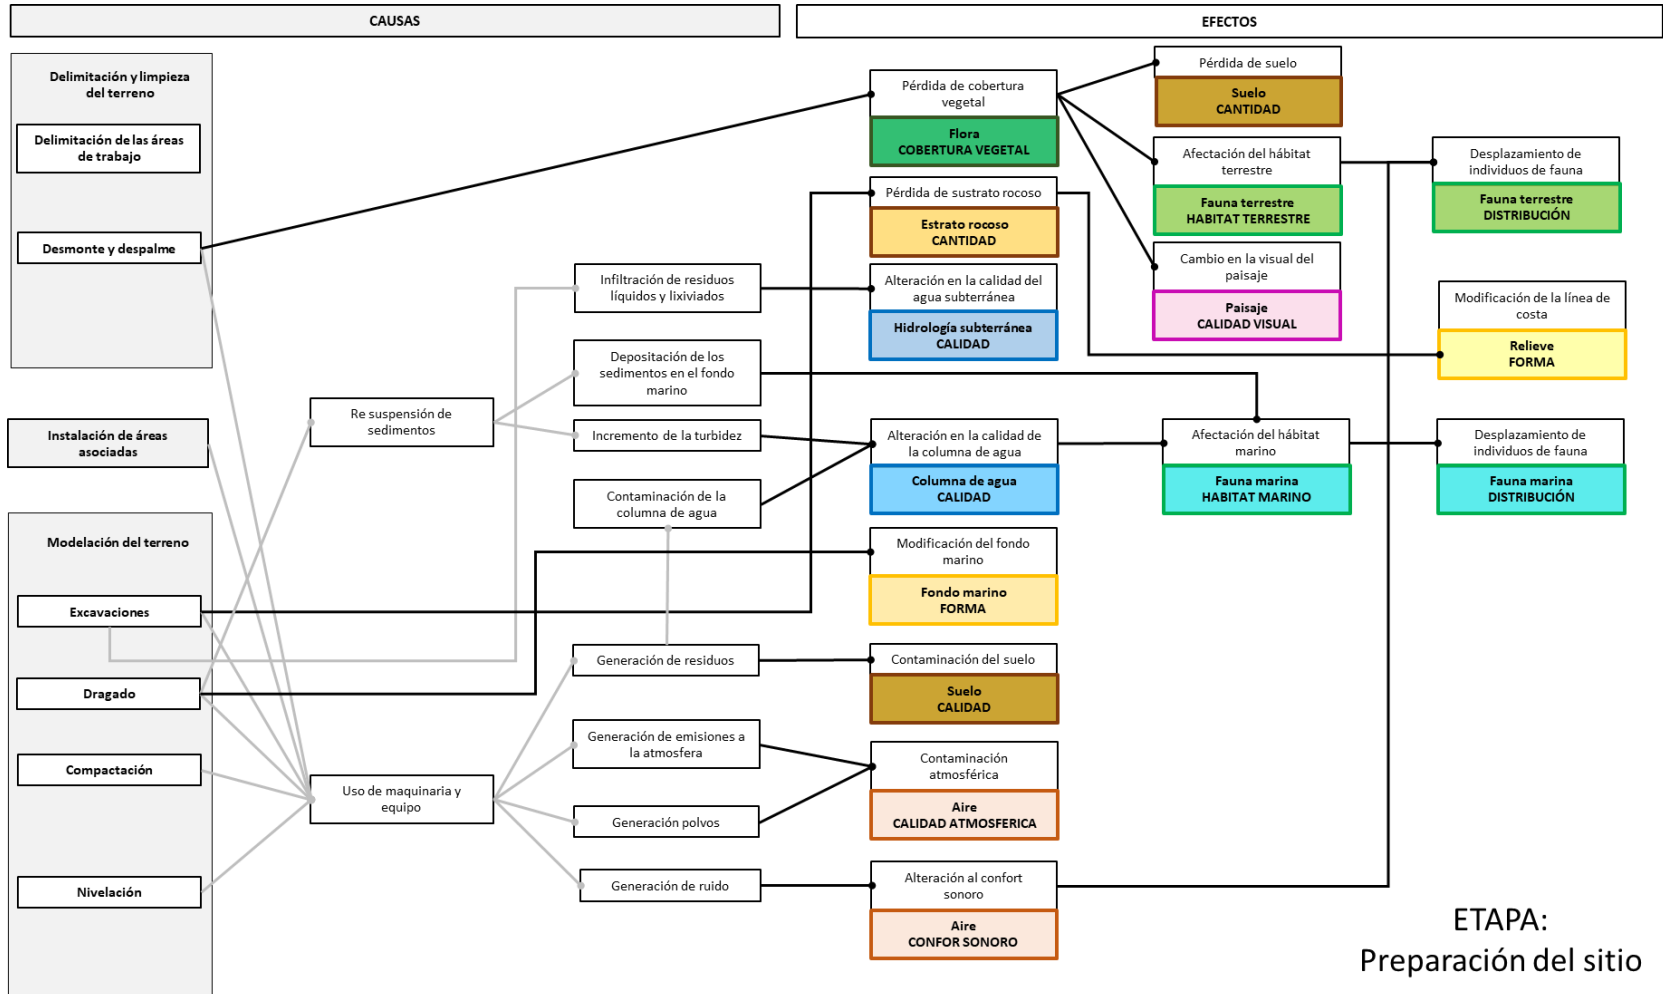 CAUSAS
EFECTOS
Delimitación y limpieza
del terreno
Delimitación de las áreas
de trabajo
Desmonte y despalme
Instalación de áreas
asociadas
Modelación del terreno
Excavaciones
Dragado
Compactación
Nivelación
Re suspensión de
sedimentos
Uso de maquinaria y
equipo
Infiltración de residuos
líquidos y lixiviados
Depositación de los
sedimentos en el fondo
marino
Incremento de la turbidez
Contaminación de la
columna de agua
Generación de residuos
Generación de emisiones a
la atmosfera
Generación polvos
Generación de ruido
Pérdida de cobertura
vegetal
Flora
COBERTURA VEGETAL
Pérdida de sustrato rocoso
Estrato rocoso
CANTIDAD
Alteración en la calidad del
agua subterránea
Hidrología subterránea
CALIDAD
Alteración en la calidad de
la columna de agua
Columna de agua
CALIDAD
Modificación del fondo
marino
Fondo marino
FORMA
Contaminación del suelo
Suelo
CALIDAD
Contaminación
atmosférica
Aire
CALIDAD ATMOSFERICA
Alteración al confort
sonoro
Aire
CONFOR SONORO
Pérdida de suelo
Suelo
CANTIDAD
Afectación del hábitat
terrestre
Fauna terrestre
HABITAT TERRESTRE
Cambio en la visual del
paisaje
Paisaje
CALIDAD VISUAL
Afectación del hábitat
marino
Fauna marina
HABITAT MARINO
Desplazamiento de
individuos de fauna
Fauna terrestre
DISTRIBUCIÓN
Modificación de la línea de
costa
Relieve
FORMA
Desplazamiento de
individuos de fauna
Fauna marina
DISTRIBUCIÓN
ETAPA:
Preparación del sitio